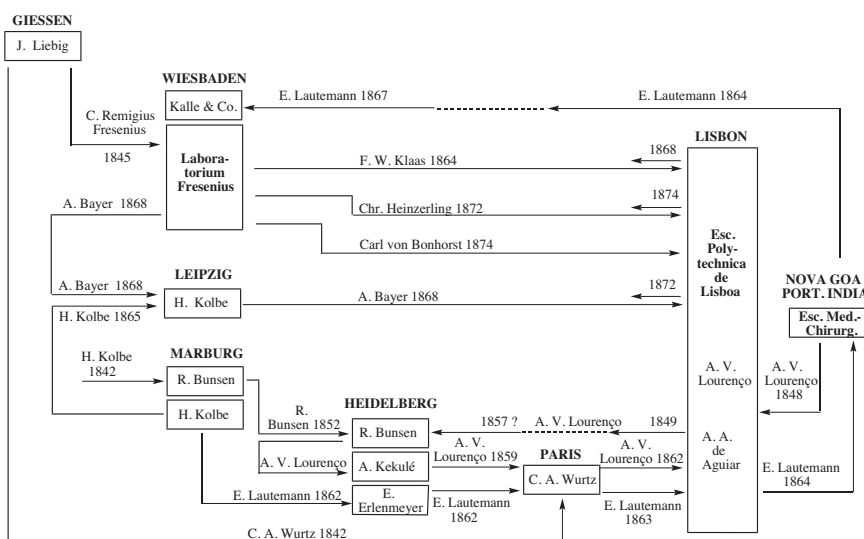 GIESSEN
J. Liebig
WIESBADEN
Kalle & Co.
E. Lautemann 1867
E. Lautemann 1864
C. Remigius
Fresenius
1845
Labora-
torium
Fresenius
LISBON
F. W. Klaas 1864
1868
1874
Chr. Heinzerling 1872
A. Bayer 1868
Carl von Bonhorst 1874
Esc.
Poly-
technica
de
Lisboa
LEIPZIG
A. Bayer 1868
H. Kolbe
A. Bayer 1868
1872
NOVA GOA
PORT. INDIA
H. Kolbe 1865
Esc. Med.-
Chirurg.
H. Kolbe
1842
MARBURG
R. Bunsen
H. Kolbe
A. V.
Lourenço
A. V.
Lourenço
1848
R.
Bunsen 1852
HEIDELBERG
R. Bunsen
1857 ?
A. V. Lourenço
1849
A. V. Lourenço
A. Kekulé
A. V.
Lourenço 1859
PARIS
C. A. Wurtz
A. V.
Lourenço 1862
A. A.
de
Aguiar
E. Lautemann
1864
E. Lautemann 1862
E.
Erlenmeyer
E. Lautemann
1862
E. Lautemann
1863
C. A. Wurtz 1842